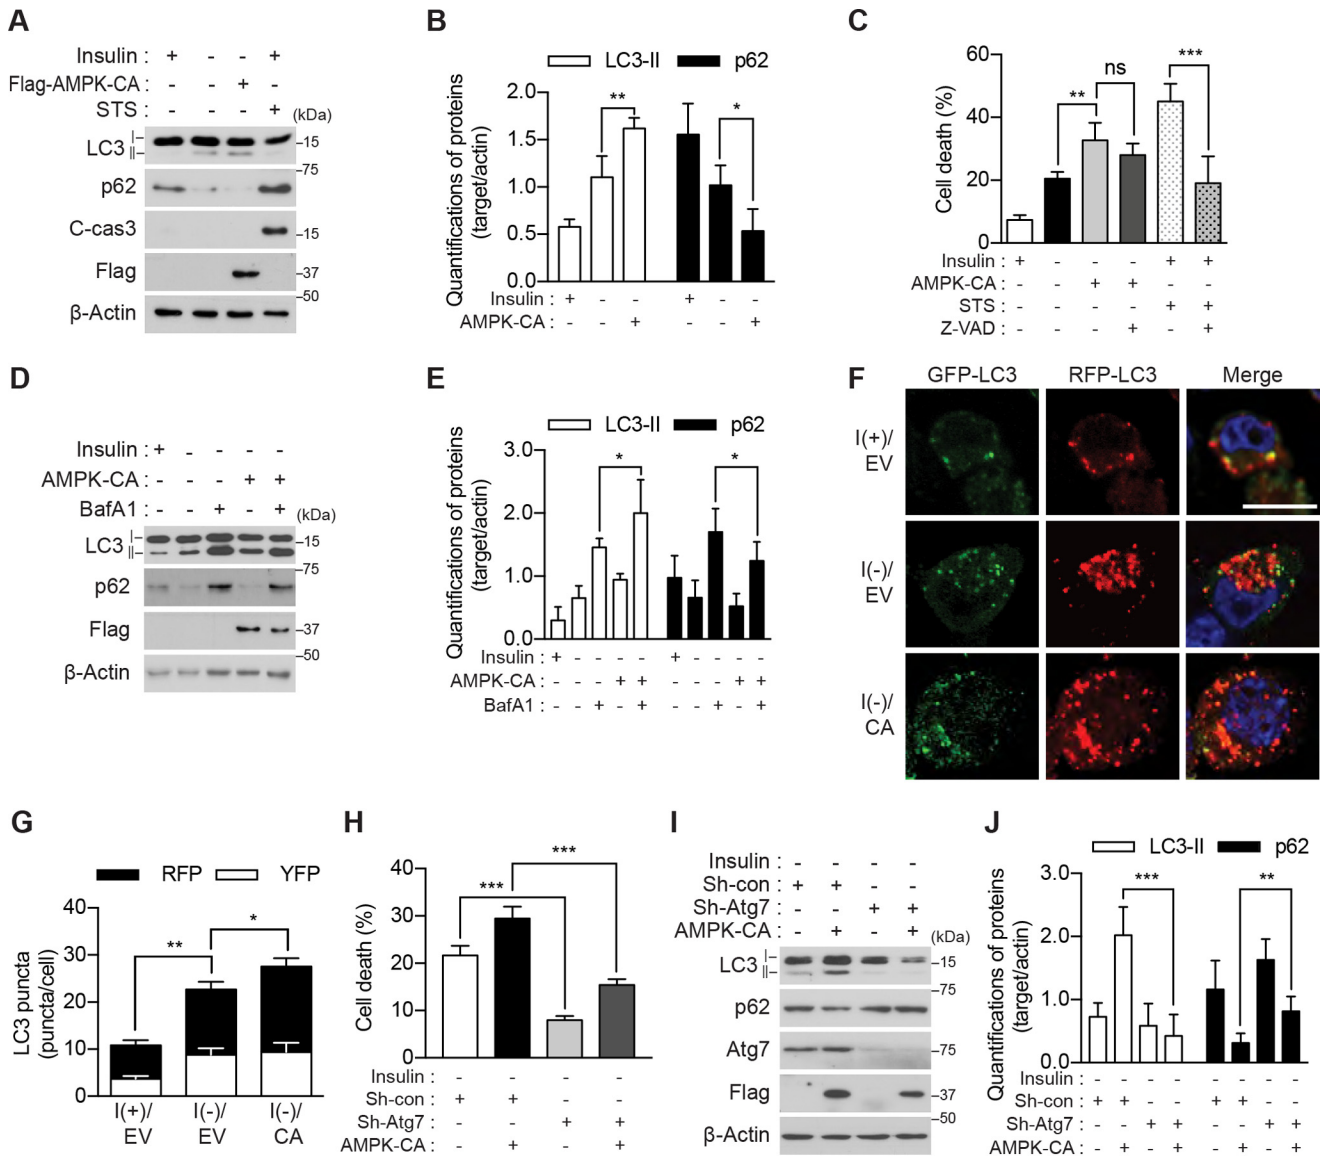 A
Insulin : + - - +
Flag-AMPK-CA : - - + -
STS : - - - + (kDa)
LC3 I II
-15
-75
p62
C-cas3
-15
Flag
-37
-50
β-Actin
B
LC3-II p62
Quantifications of proteins
(target/actin)
2.0
1.5
1.0
0.5
0.0
** *
Insulin : + - - + - -
AMPK-CA : - - + - - +
C
Cell death (%)
60
40
20
0
** ns ***
Insulin : + - - - + +
AMPK-CA : - - + + - -
STS : - - - - + +
Z-VAD : - - - + - +
D
Insulin : + - - - -
AMPK-CA : - - - + +
BafA1 : - - + - + (kDa)
LC3 I II
-15
-75
p62
Flag
-37
-50
β-Actin
E
LC3-II p62
Quantifications of proteins
(target/actin)
3.0
2.0
1.0
0.0
* *
Insulin : + - - - - + - - - -
AMPK-CA : - - - + + - - - + +
BafA1 : - - + - + - - + - +
F
GFP-LC3 RFP-LC3 Merge
I(+)/
EV
I(-)/
EV
I(-)/
CA
G
RFP YFP
LC3 puncta
(puncta/cell)
40
30
20
10
0
** *
I(+)/
EV
I(-)/
EV
I(-)/
CA
H
Cell death (%)
40
30
20
10
0
*** ***
Insulin : - - - -
Sh-con : + + - -
Sh-Atg7 : - - + +
AMPK-CA : - + - +
I
Insulin : - - - -
Sh-con : + + - -
Sh-Atg7 : - - + +
AMPK-CA : - + - + (kDa)
LC3 I II
-15
-75
p62
Atg7
-75
Flag
-37
-50
β-Actin
J
LC3-II p62
Quantifications of proteins
(target/actin)
3.0
2.0
1.0
0.0
*** **
Insulin : - - - - - - - -
Sh-con : + + - - + + - -
Sh-Atg7 : - - + + - - + +
AMPK-CA : - + - + - + - +